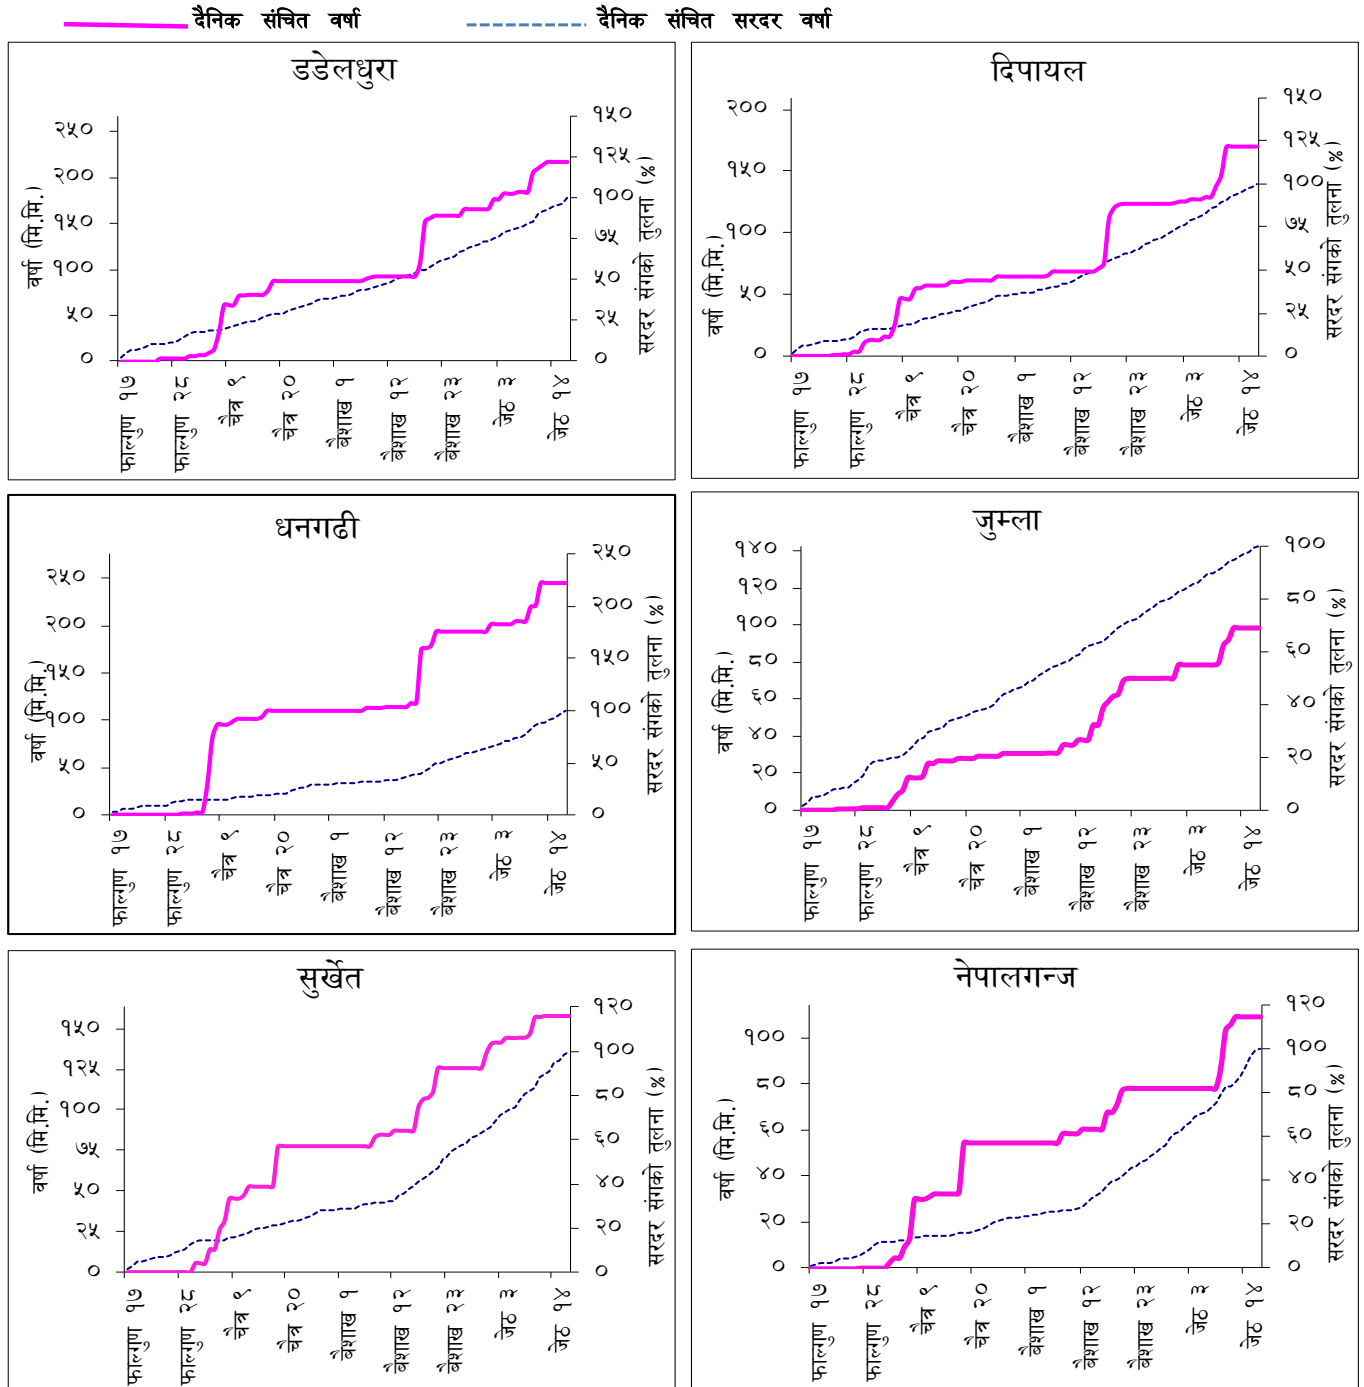 दैनिक संचित वर्षा
दैनिक संचित सरदर वर्षा
डडेलधुरा
वर्षा (मि.मि.)
२५०
२००
१५०
१००
५०
०
सरदर संगको तुलना (%)
१५०
१२५
१००
७५
५०
२५
०
फाल्गुण १७
फाल्गुण २८
चैत्र ९
चैत्र २०
बैशाख १
बैशाख १२
बैशाख २३
जेठ ३
जेठ १४
दिपायल
वर्षा (मि.मि.)
२००
१५०
१००
५०
०
सरदर संगको तुलना (%)
१५०
१२५
१००
७५
५०
२५
०
फाल्गुण १७
फाल्गुण २८
चैत्र ९
चैत्र २०
बैशाख १
बैशाख १२
बैशाख २३
जेठ ३
जेठ १४
धनगढी
वर्षा (मि.मि.)
२५०
२००
१५०
१००
५०
०
सरदर संगको तुलना (%)
२५०
२००
१५०
१००
५०
०
फाल्गुण १७
फाल्गुण २८
चैत्र ९
चैत्र २०
बैशाख १
बैशाख १२
बैशाख २३
जेठ ३
जेठ १४
जुम्ला
वर्षा (मि.मि.)
१४०
१२०
१००
८०
६०
४०
२०
०
सरदर संगको तुलना (%)
१००
८०
६०
४०
२०
०
फाल्गुण १७
फाल्गुण २८
चैत्र ९
चैत्र २०
बैशाख १
बैशाख १२
बैशाख २३
जेठ ३
जेठ १४
सुर्खेत
वर्षा (मि.मि.)
१५०
१२५
१००
७५
५०
२५
०
सरदर संगको तुलना (%)
१२०
१००
८०
६०
४०
२०
०
फाल्गुण १७
फाल्गुण २८
चैत्र ९
चैत्र २०
बैशाख १
बैशाख १२
बैशाख २३
जेठ ३
जेठ १४
नेपालगन्ज
वर्षा (मि.मि.)
१००
८०
६०
४०
२०
०
सरदर संगको तुलना (%)
१२०
१००
८०
६०
४०
२०
०
फाल्गुण १७
फाल्गुण २८
चैत्र ९
चैत्र २०
बैशाख १
बैशाख १२
बैशाख २३
जेठ ३
जेठ १४